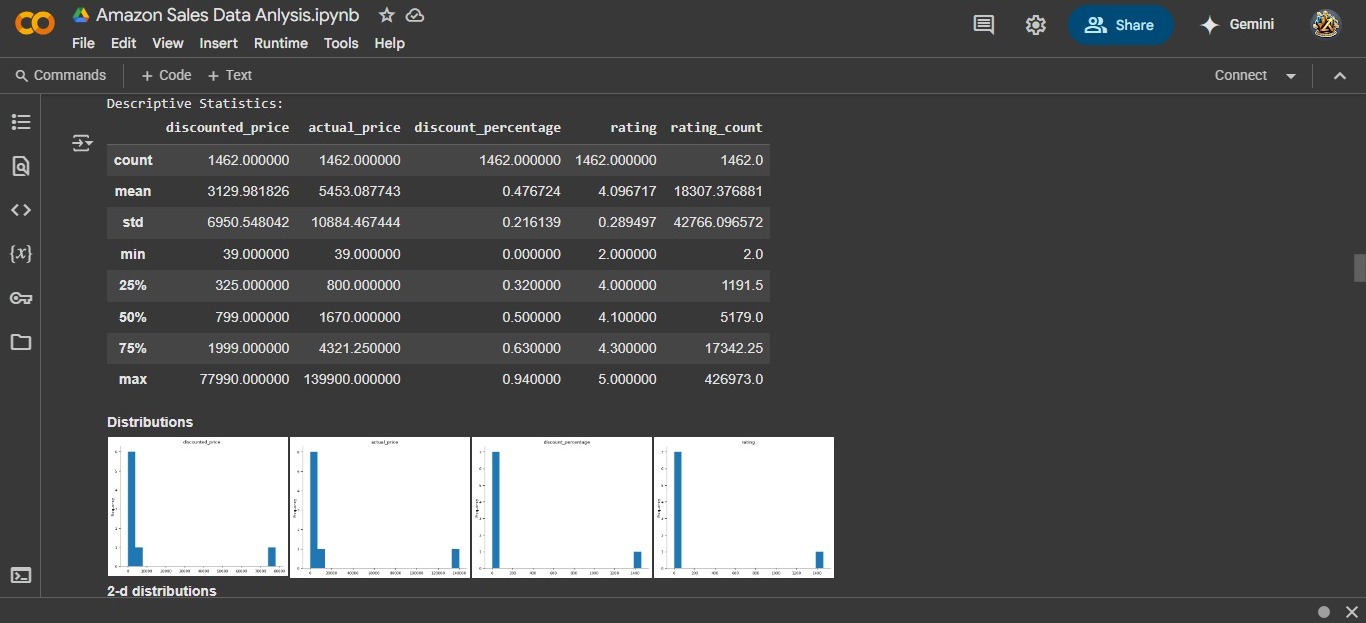 Amazon Sales Data Anlysis.ipynb
File Edit View Insert Runtime Tools Help
Share
Gemini
Commands + Code + Text
Connect
Descriptive Statistics:
discounted_price actual_price discount_percentage rating rating_count
count 1462.000000 1462.000000 1462.000000 1462.000000 1462.0
mean 3129.981826 5453.087743 0.476724 4.096717 18307.376881
std 6950.548042 10884.467444 0.216139 0.289497 42766.096572
min 39.000000 39.000000 0.000000 2.000000 2.0
25% 325.000000 800.000000 0.320000 4.000000 1191.5
50% 799.000000 1670.000000 0.500000 4.100000 5179.0
75% 1999.000000 4321.250000 0.630000 4.300000 17342.25
max 77990.000000 139900.000000 0.940000 5.000000 426973.0
Distributions
discounted_price actual_price discount_percentage rating
2-d distributions